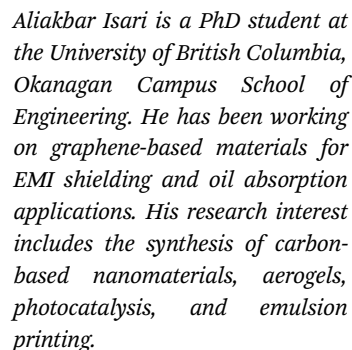 Aliakbar Isari is a PhD student at
the University of British Columbia,
Okanagan Campus School of
Engineering. He has been working
on graphene-based materials for
EMI shielding and oil absorption
applications. His research interest
includes the synthesis of carbon-
based nanomaterials, aerogels,
photocatalysis, and emulsion
printing.